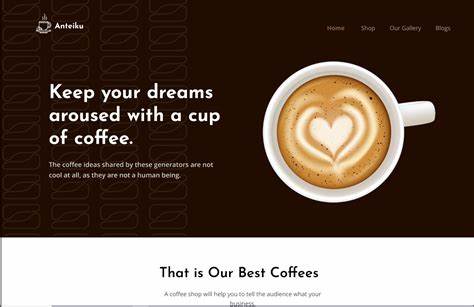 Anteiku
Home Shop Our Gallery Blogs
Keep your dreams
aroused with a cup
of coffee.
The coffee ideas shared by these generators are not
cool at all, as they are not a human being.
That is Our Best Coffees
A coffee shop will help you to tell the audience what your
business.